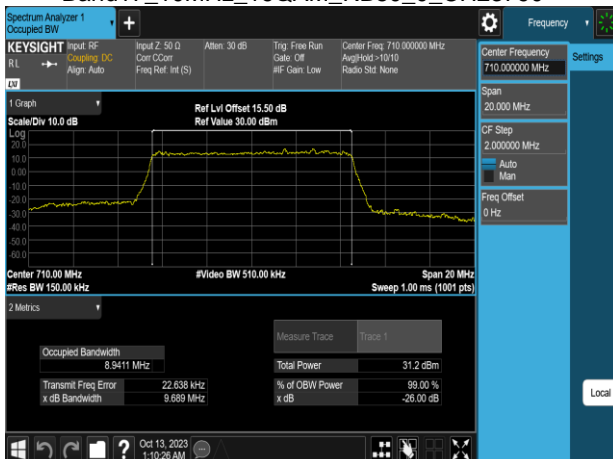 Spectrum Analyzer 1
Occupied BW
Frequency
KEYSIGHT
RL
Input: RF
Coupling: DC
Align: Auto
Input Z: 50 Ω
Corr CCorr
Freq Ref: Int (S)
Atten: 30 dB
Trig: Free Run
Gate: Off
#IF Gain: Low
Center Freq: 710.000000 MHz
Avg|Hold:>10/10
Radio Std: None
LXI
Center Frequency
710.000000 MHz
Settings
Span
20.000 MHz
CF Step
2.000000 MHz
Auto
Man
Freq Offset
0 Hz
Local
1 Graph
Scale/Div 10.0 dB
Ref Lvl Offset 15.50 dB
Ref Value 30.00 dBm
Log
20.0
10.0
0.00
-10.0
-20.0
-30.0
-40.0
-50.0
-60.0
Center 710.00 MHz
#Video BW 510.00 kHz
Span 20 MHz
#Res BW 150.00 kHz
Sweep 1.00 ms (1001 pts)
2 Metrics
Measure Trace
Trace 1
Occupied Bandwidth
8.9411 MHz
Total Power
31.2 dBm
Transmit Freq Error
22.638 kHz
% of OBW Power
99.00 %
x dB Bandwidth
9.689 MHz
x dB
-26.00 dB
Oct 13, 2023
1:10:26 AM